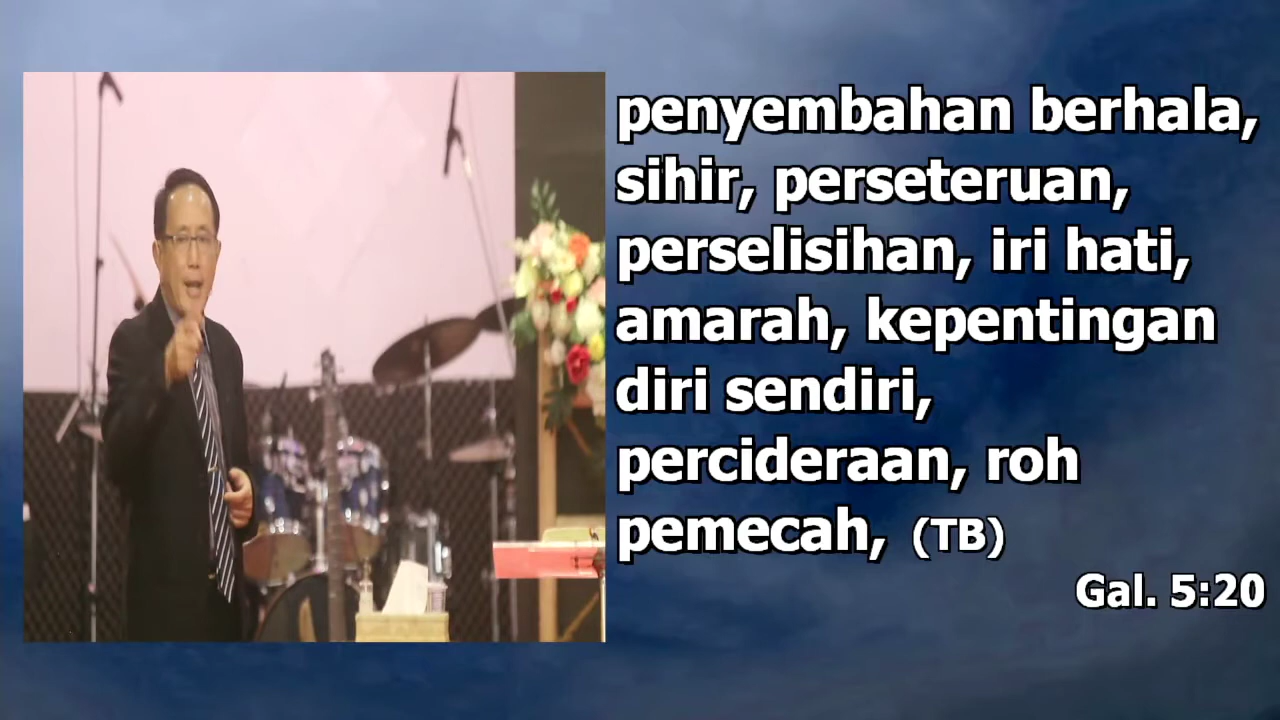 penyembahan berhala,
sihir, perseteruan,
perselisihan, iri hati,
amarah, kepentingan
diri sendiri,
percideraan, roh
pemecah, (TB)
Gal. 5:20